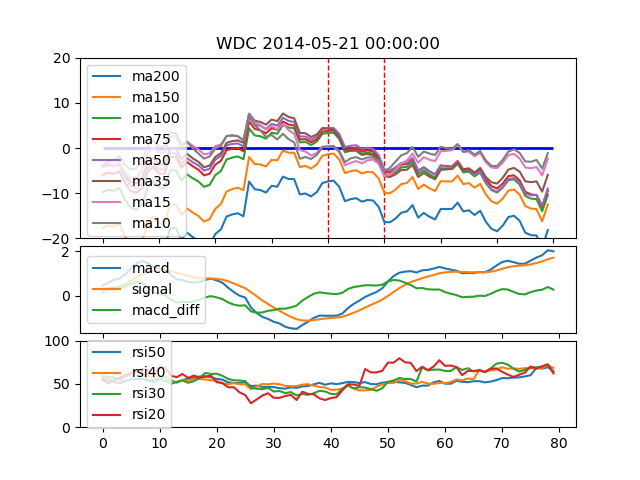 WDC 2014-05-21 00:00:00
20
10
0
−10
−20
ma200
ma150
ma100
ma75
ma50
ma35
ma15
ma10
2
0
macd
signal
macd_diff
100
50
0
rsi50
rsi40
rsi30
rsi20
0 10 20 30 40 50 60 70 80